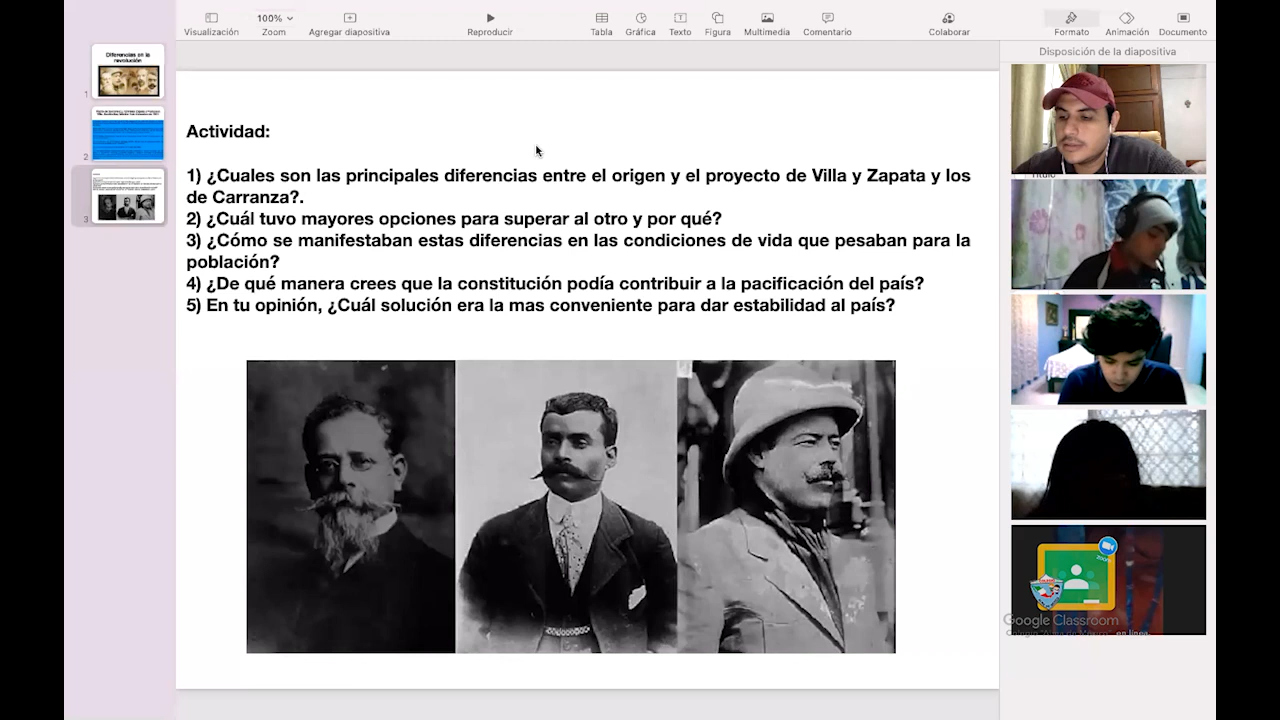 Visualización
100%
Zoom
Agregar diapositiva
Reproducir
Tabla
Gráfica
Texto
Figura
Multimedia
Comentario
Colaborar
Formato
Animación
Documento
Disposición de la diapositiva
Diferencias en la
revolución
1
2
3
Actividad:
1) ¿Cuales son las principales diferencias entre el origen y el proyecto de Villa y Zapata y los
de Carranza?.
2) ¿Cuál tuvo mayores opciones para superar al otro y por qué?
3) ¿Cómo se manifestaban estas diferencias en las condiciones de vida que pesaban para la
población?
4) ¿De qué manera crees que la constitución podía contribuir a la pacificación del país?
5) En tu opinión, ¿Cuál solución era la mas conveniente para dar estabilidad al país?
Título
zoom
Google Classroom
en línea